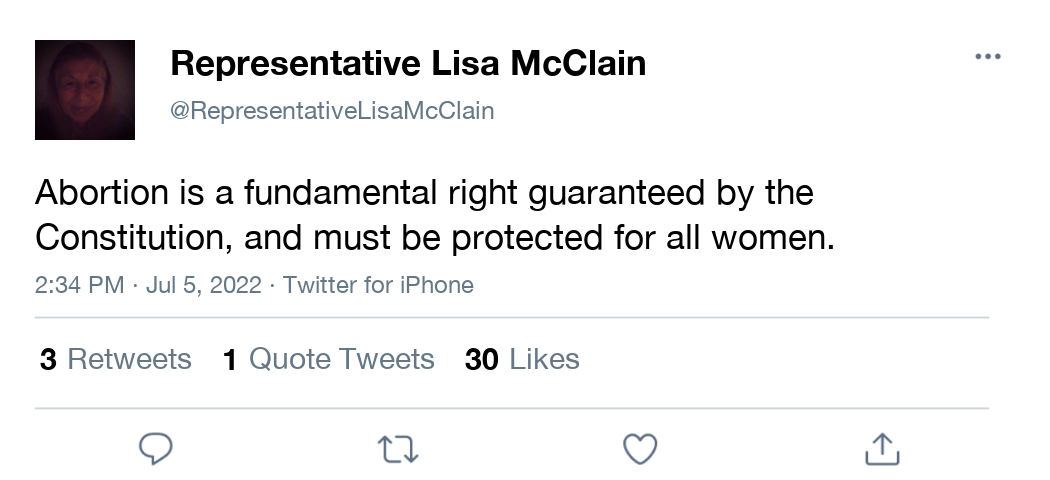 Representative Lisa McClain
@RepresentativeLisaMcClain
Abortion is a fundamental right guaranteed by the
Constitution, and must be protected for all women.
2:34 PM · Jul 5, 2022 · Twitter for iPhone
3 Retweets 1 Quote Tweets 30 Likes